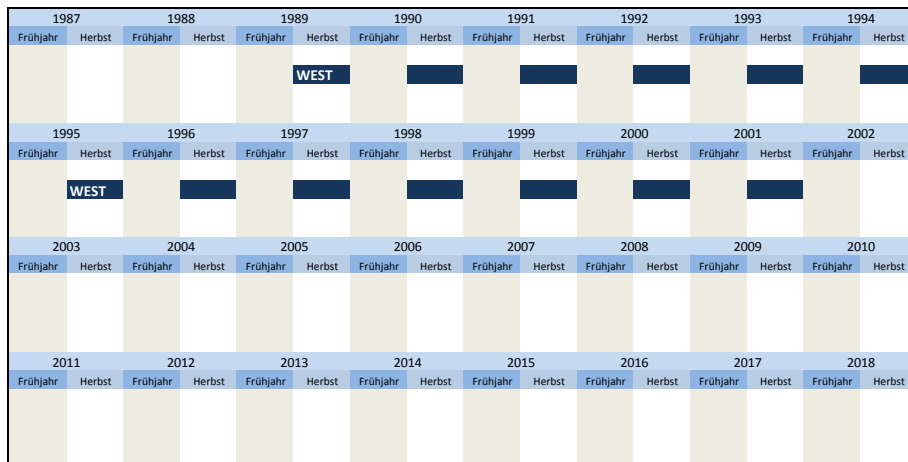 1987 1988 1989 1990 1991 1992 1993 1994
Frühjahr Herbst Frühjahr Herbst Frühjahr Herbst Frühjahr Herbst Frühjahr Herbst Frühjahr Herbst Frühjahr Herbst Frühjahr Herbst
WEST
1995 1996 1997 1998 1999 2000 2001 2002
Frühjahr Herbst Frühjahr Herbst Frühjahr Herbst Frühjahr Herbst Frühjahr Herbst Frühjahr Herbst Frühjahr Herbst Frühjahr Herbst
WEST
2003 2004 2005 2006 2007 2008 2009 2010
Frühjahr Herbst Frühjahr Herbst Frühjahr Herbst Frühjahr Herbst Frühjahr Herbst Frühjahr Herbst Frühjahr Herbst Frühjahr Herbst
2011 2012 2013 2014 2015 2016 2017 2018
Frühjahr Herbst Frühjahr Herbst Frühjahr Herbst Frühjahr Herbst Frühjahr Herbst Frühjahr Herbst Frühjahr Herbst Frühjahr Herbst